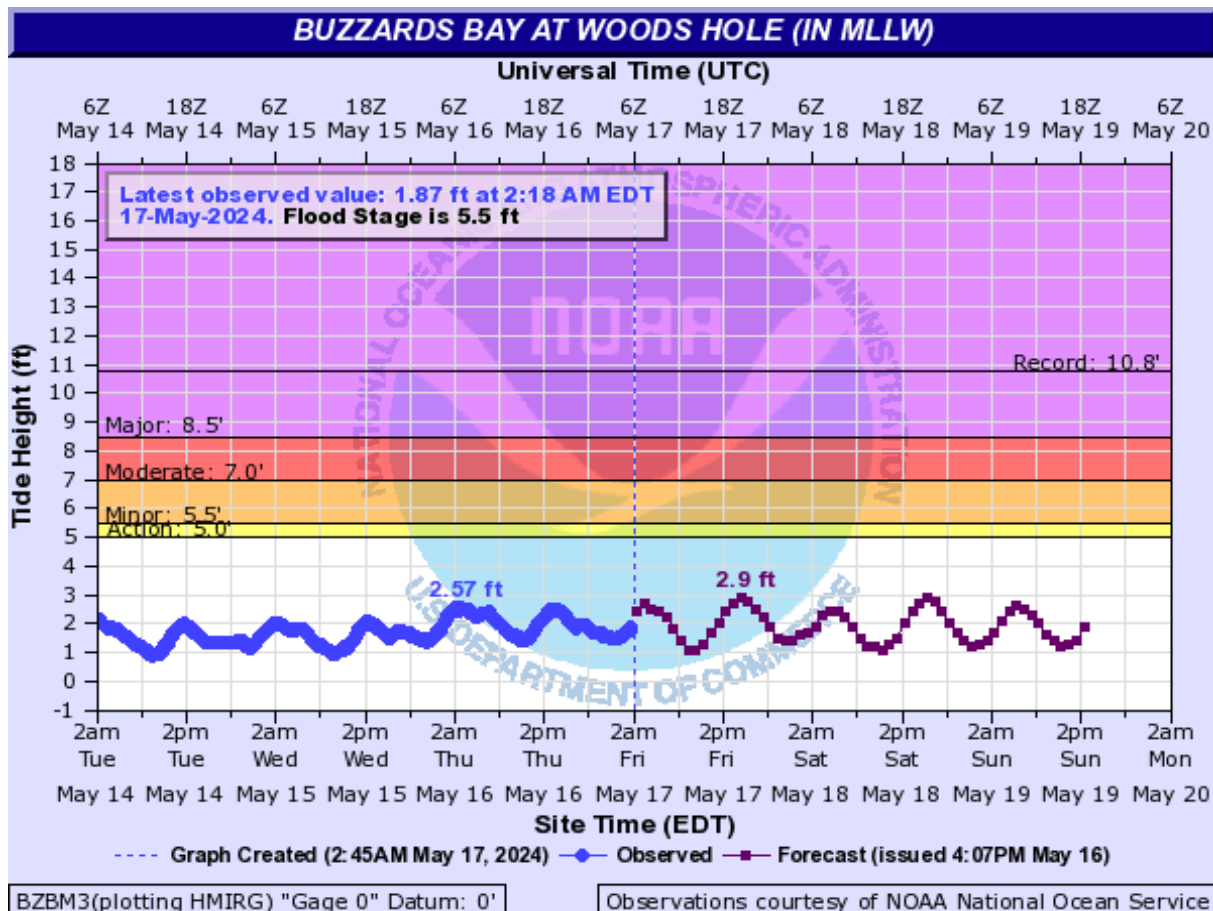 BUZZARDS BAY AT WOODS HOLE (IN MLLW)
Universal Time (UTC)
6Z 18Z 6Z 18Z 6Z 18Z 6Z 18Z 6Z 18Z 6Z 18Z 6Z
May 14 May 14 May 15 May 15 May 16 May 16 May 17 May 17 May 18 May 18 May 19 May 19 May 20
Latest observed value: 1.87 ft at 2:18 AM EDT
17-May-2024. Flood Stage is 5.5 ft
NATIONAL OCEANIC AND ATMOSPHERIC ADMINISTRATION
NOAA
U.S. DEPARTMENT OF COMMERCE
Tide Height (ft)
18
17
16
15
14
13
12
11
10
9
8
7
6
5
4
3
2
1
0
-1
Record: 10.8'
Major: 8.5'
Moderate: 7.0'
Minor: 5.5'
Action: 5.0'
2.57 ft
2.9 ft
2am 2pm 2am 2pm 2am 2pm 2am 2pm 2am 2pm 2am 2pm 2am
Tue Tue Wed Wed Thu Thu Fri Fri Sat Sat Sun Sun Mon
May 14 May 14 May 15 May 15 May 16 May 16 May 17 May 17 May 18 May 18 May 19 May 19 May 20
Site Time (EDT)
Graph Created (2:45AM May 17, 2024) Observed Forecast (issued 4:07PM May 16)
BZBM3(plotting HMIRG) "Gage 0" Datum: 0'
Observations courtesy of NOAA National Ocean Service